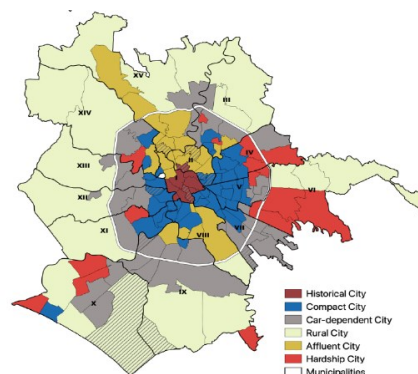 XV
III
XIV
II
IV
XIII
V
VI
XII
XI
VIII
VII
IX
X
Historical City
Compact City
Car-dependent City
Rural City
Affluent City
Hardship City
Municipalities